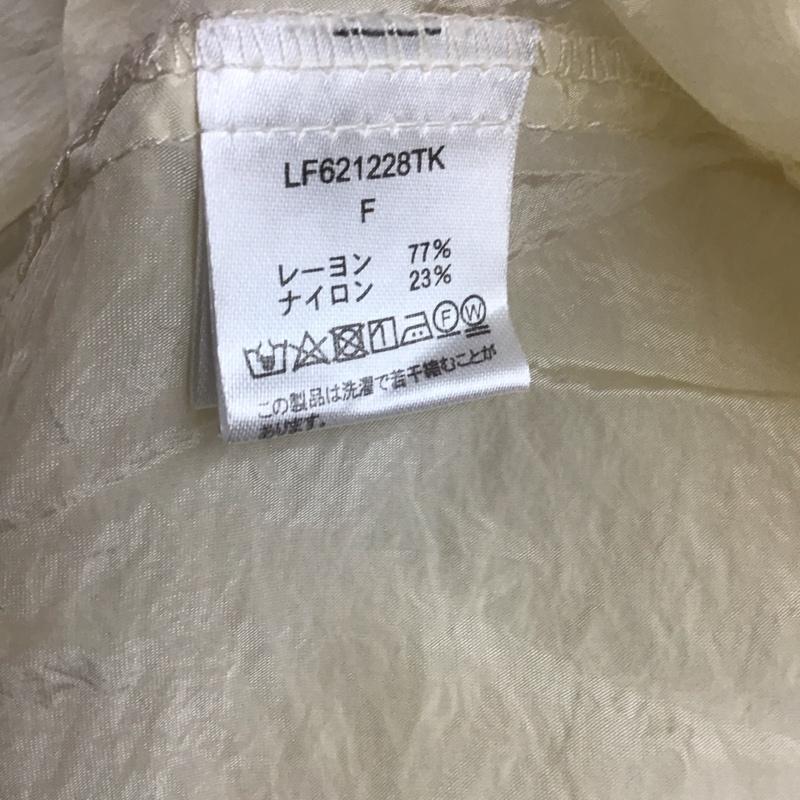 LF621228TK
F
レーヨン 77%
ナイロン 23%
F W
この製品は洗濯で若干縮むことが
あります。